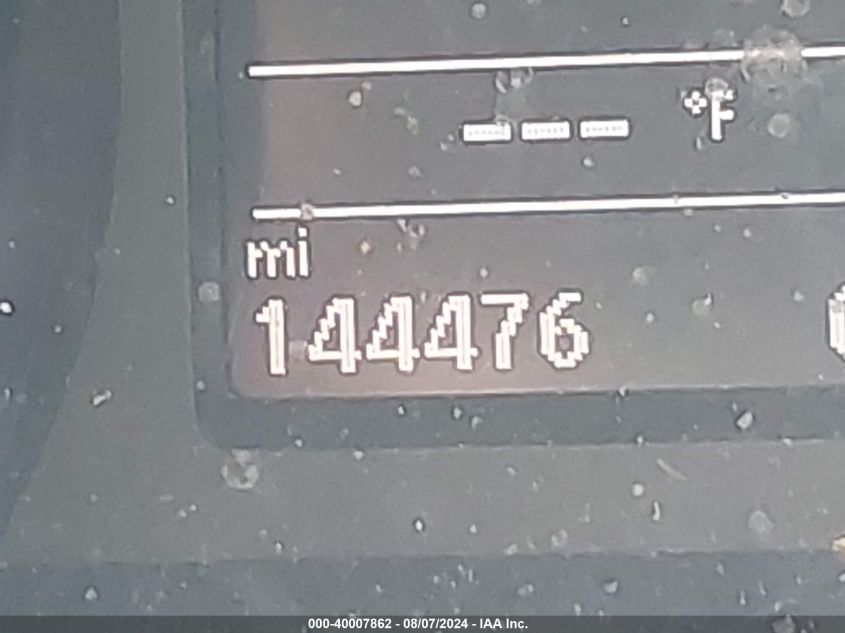 --- °F
mi
144476
000-40007862 - 08/07/2024 - IAA Inc.